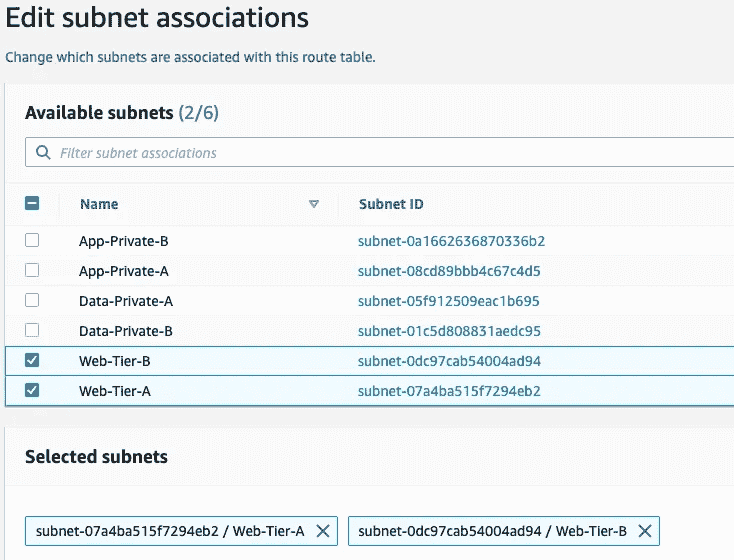 Edit subnet associations
Change which subnets are associated with this route table.
Available subnets (2/6)
Filter subnet associations
Name Subnet ID
App-Private-B subnet-0a1662636870336b2
App-Private-A subnet-08cd89bbb4c67c4d5
Data-Private-A subnet-05f912509eac1b695
Data-Private-B subnet-01c5d808831aedc95
Web-Tier-B subnet-0dc97cab54004ad94
Web-Tier-A subnet-07a4ba515f7294eb2
Selected subnets
subnet-07a4ba515f7294eb2 / Web-Tier-A subnet-0dc97cab54004ad94 / Web-Tier-B